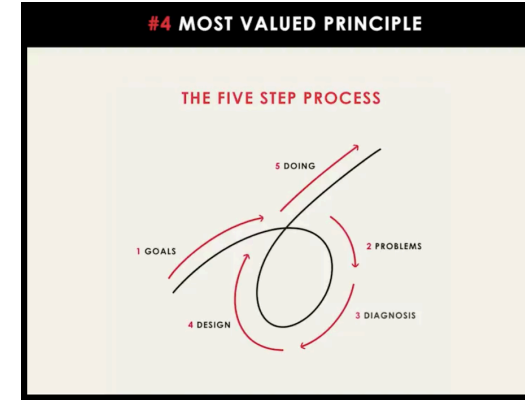 #4 MOST VALUED PRINCIPLE
THE FIVE STEP PROCESS
5 DOING
1 GOALS
2 PROBLEMS
3 DIAGNOSIS
4 DESIGN